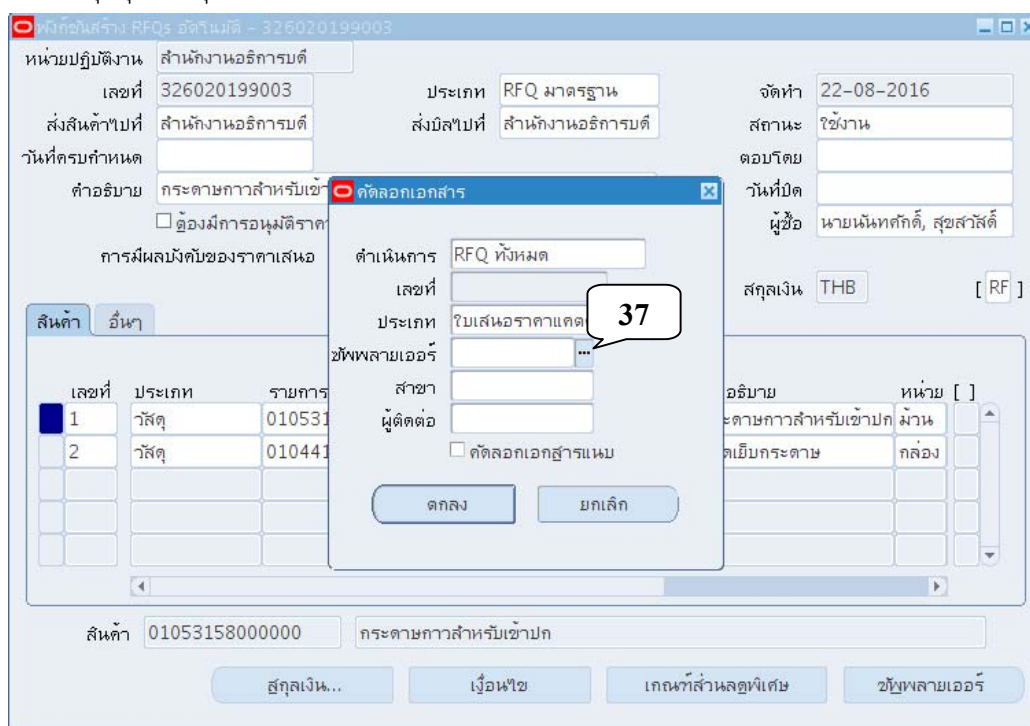 ฟังก์ชันสร้าง RFQs อัตโนมัติ – 326020199003
หน่วยปฏิบัติงาน สำนักงานอธิการบดี
เลขที่ 326020199003 ประเภท RFQ มาตรฐาน จัดทำ 22–08–2016
ส่งสินค้าไปที่ สำนักงานอธิการบดี ส่งบิลไปที่ สำนักงานอธิการบดี สถานะ ใช้งาน
วันที่ครบกำหนด ตอบโดย
คำอธิบาย กระดาษกาวสำหรับเข้า วันที่ปิด
ต้องมีการอนุมัติราคา ผู้ซื้อ นายนันทศักดิ์, สุขสวัสดิ์
การมีผลบังคับของราคาเสนอ สกุลเงิน THB [ RF ]
คัดลอกเอกสาร
ดำเนินการ RFQ ทั้งหมด
เลขที่
ประเภท ใบเสนอราคาแคต
37
ซัพพลายเออร์ ...
สาขา
ผู้ติดต่อ
คัดลอกเอกสารแนบ
ตกลง ยกเลิก
สินค้า อื่นๆ
เลขที่ ประเภท รายการ อธิบาย หน่วย [ ]
1 วัสดุ 010531 ะดาษกาวสำหรับเข้าปก ม้วน
2 วัสดุ 010441 ดเย็บกระดาษ กล่อง
สินค้า 01053158000000 กระดาษกาวสำหรับเข้าปก
สกุลเงิน... เงื่อนไข เกณฑ์ส่วนลดพิเศษ ซัพพลายเออร์